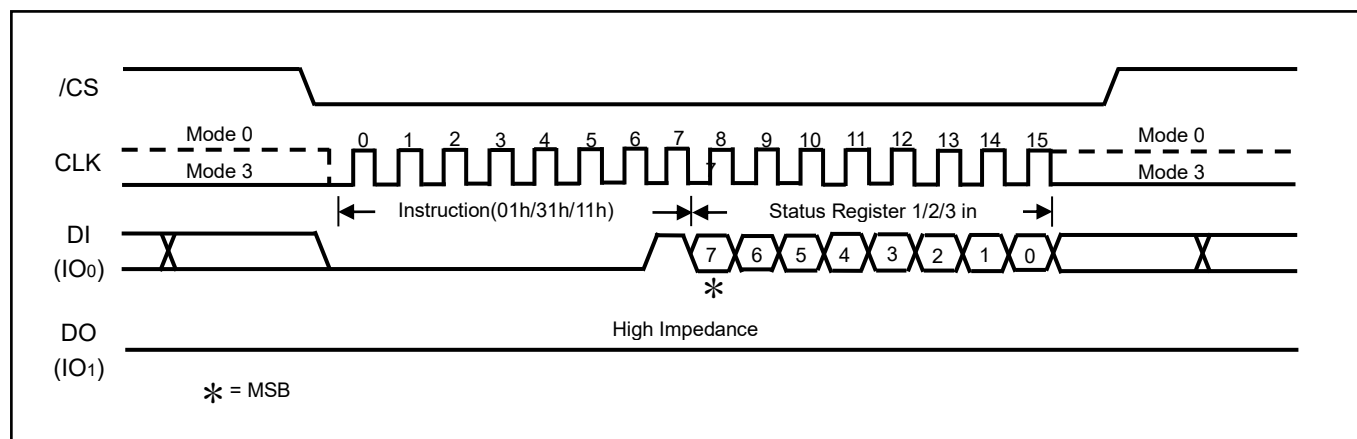 /CS
Mode 0
0 1 2 3 4 5 6 7 8 9 10 11 12 13 14 15
Mode 0
CLK
7
Mode 3
Mode 3
Instruction(01h/31h/11h)
Status Register 1/2/3 in
DI
(IO0)
7 6 5 4 3 2 1 0
*
DO
High Impedance
(IO1)
* = MSB